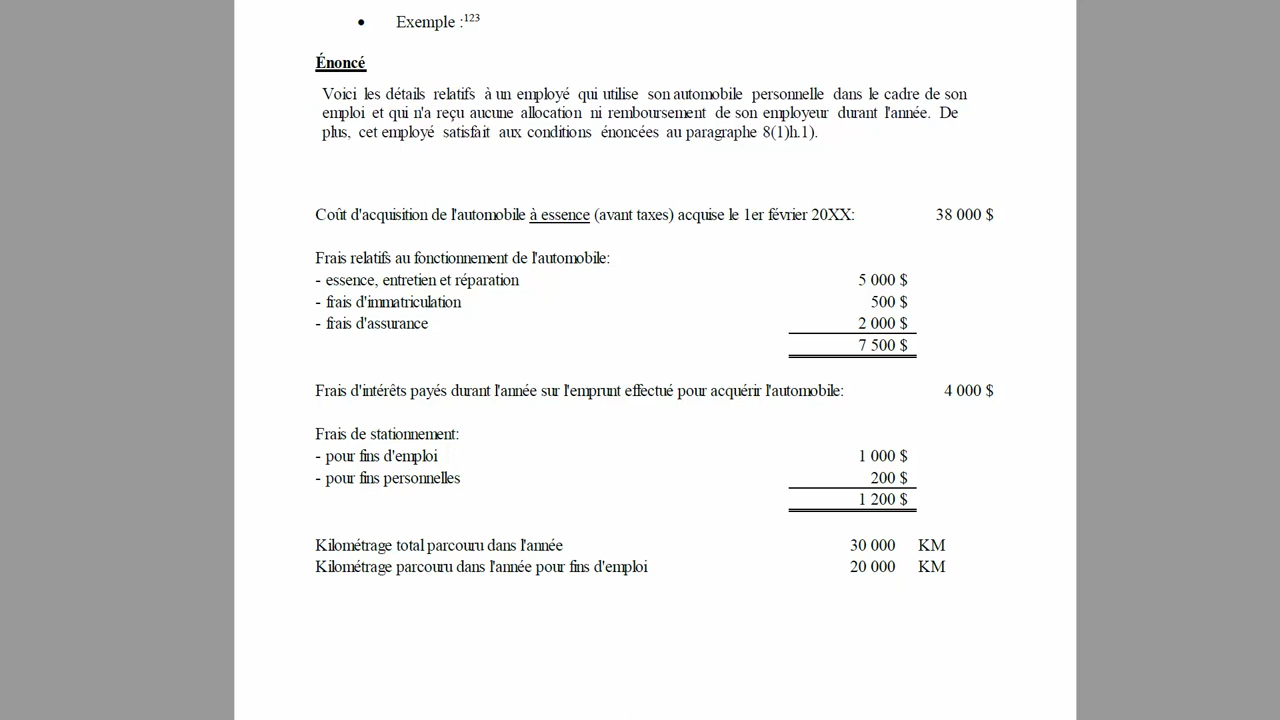 • Exemple :123
Énoncé
Voici les détails relatifs à un employé qui utilise son automobile personnelle dans le cadre de son
emploi et qui n'a reçu aucune allocation ni remboursement de son employeur durant l'année. De
plus, cet employé satisfait aux conditions énoncées au paragraphe 8(1)h.1).
Coût d'acquisition de l'automobile à essence (avant taxes) acquise le 1er février 20XX: 38 000 $
Frais relatifs au fonctionnement de l'automobile:
- essence, entretien et réparation 5 000 $
- frais d'immatriculation 500 $
- frais d'assurance 2 000 $
7 500 $
Frais d'intérêts payés durant l'année sur l'emprunt effectué pour acquérir l'automobile: 4 000 $
Frais de stationnement:
- pour fins d'emploi 1 000 $
- pour fins personnelles 200 $
1 200 $
Kilométrage total parcouru dans l'année 30 000 KM
Kilométrage parcouru dans l'année pour fins d'emploi 20 000 KM